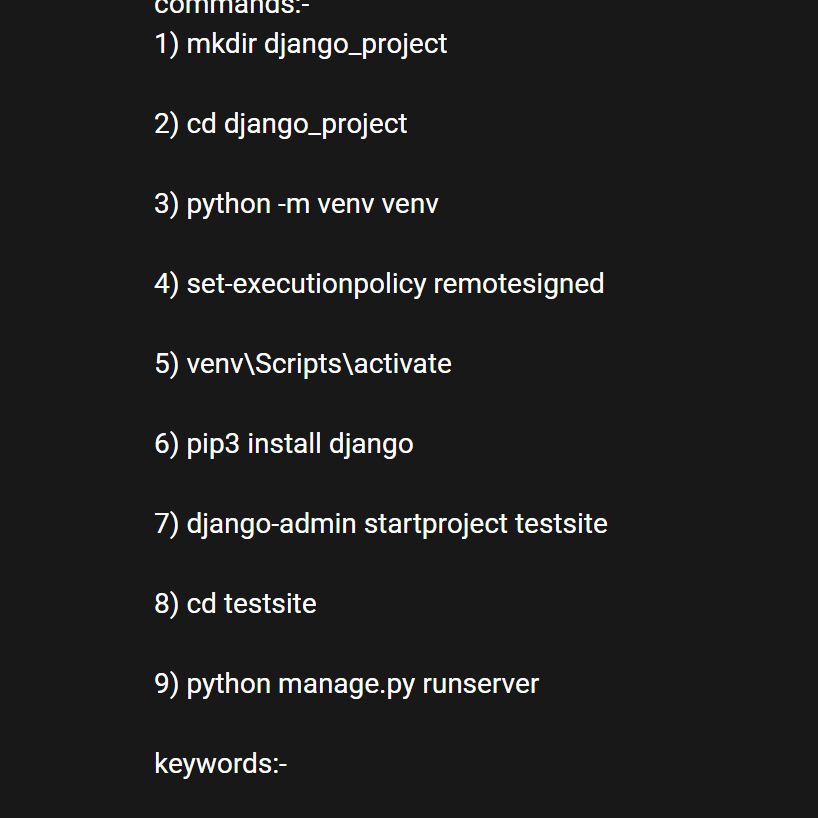 commands:-
1) mkdir django_project
2) cd django_project
3) python -m venv venv
4) set-executionpolicy remotesigned
5) venv\Scripts\activate
6) pip3 install django
7) django-admin startproject testsite
8) cd testsite
9) python manage.py runserver
keywords:-